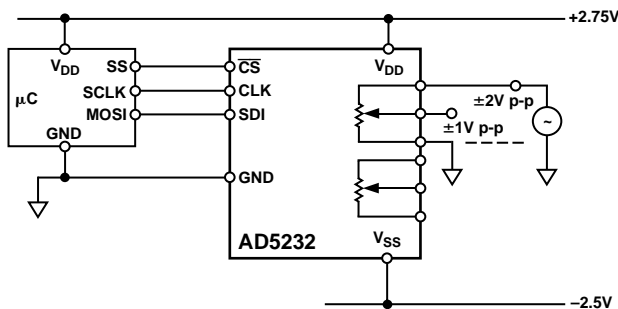 +2.75V
VDD
SS
CS
VDD
μC
SCLK
CLK
±2V p-p
MOSI
SDI
±1V p-p
~
GND
GND
AD5232
VSS
–2.5V